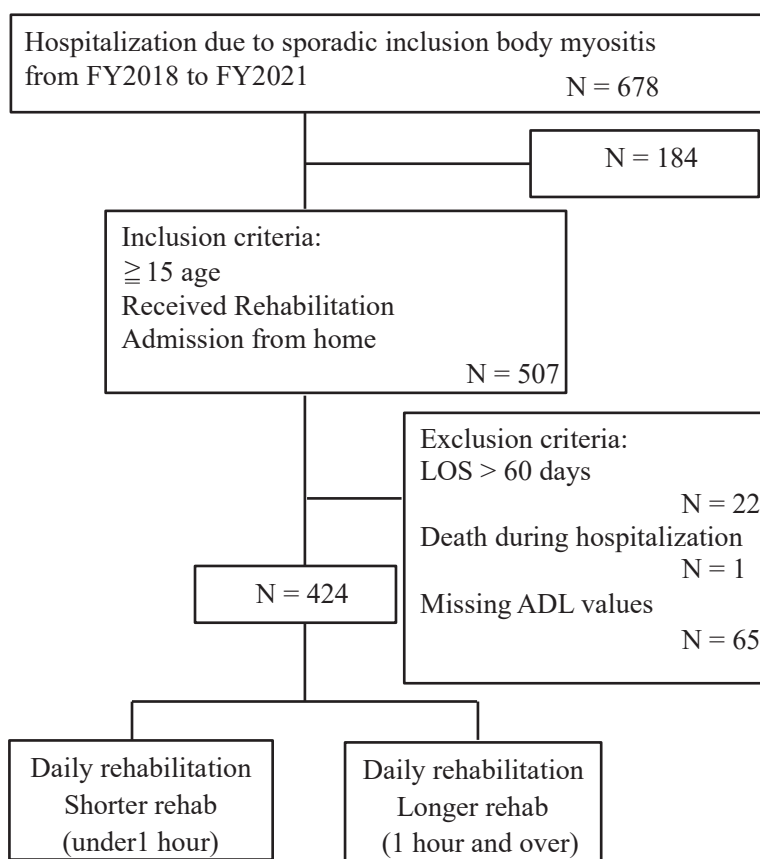 Hospitalization due to sporadic inclusion body myositis
from FY2018 to FY2021
N = 678
N = 184
Inclusion criteria:
≧15 age
Received Rehabilitation
Admission from home
N = 507
Exclusion criteria:
LOS > 60 days
N = 22
Death during hospitalization
N = 1
Missing ADL values
N = 65
N = 424
Daily rehabilitation
Shorter rehab
(under1 hour)
Daily rehabilitation
Longer rehab
(1 hour and over)